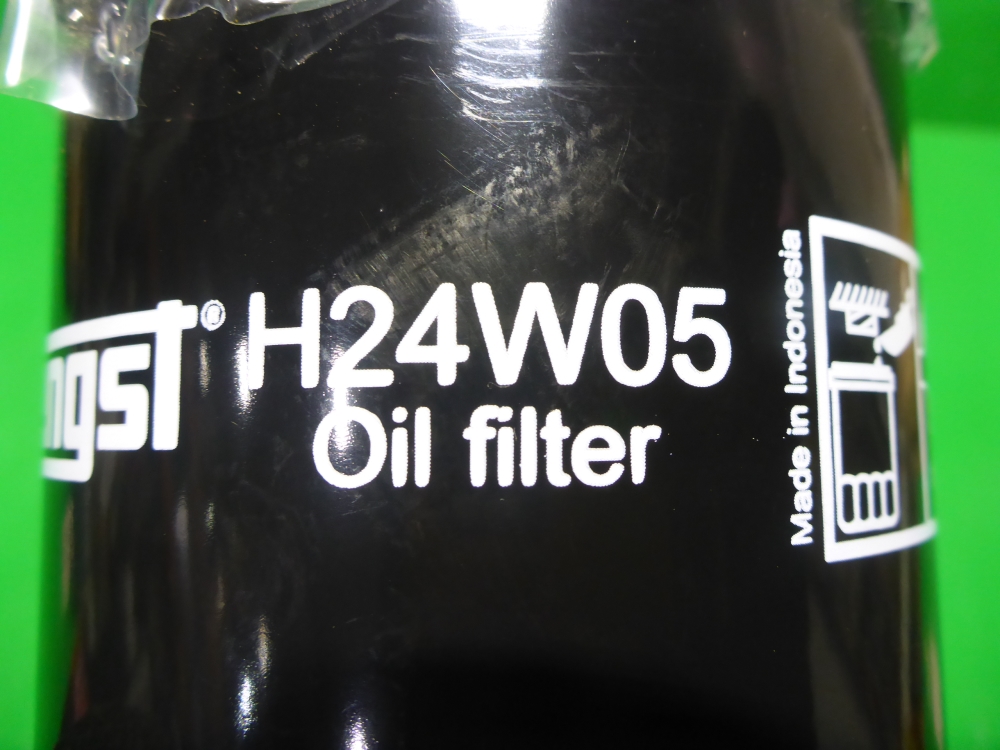 ngst®
H24W05
Oil filter
Made in Indonesia